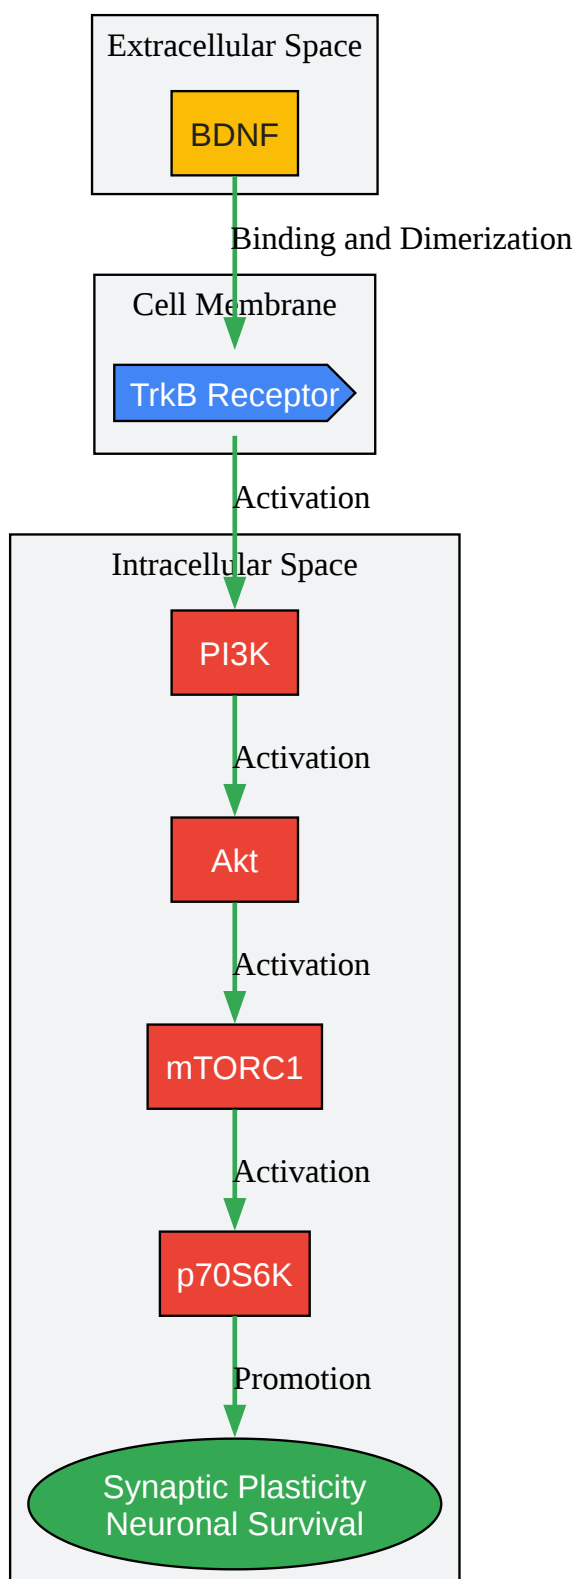 Extracellular Space
BDNF
Binding and Dimerization
Cell Membrane
TrkB Receptor
Activation
Intracellular Space
PI3K
Activation
Akt
Activation
mTORC1
Activation
p70S6K
Promotion
Synaptic Plasticity
Neuronal Survival